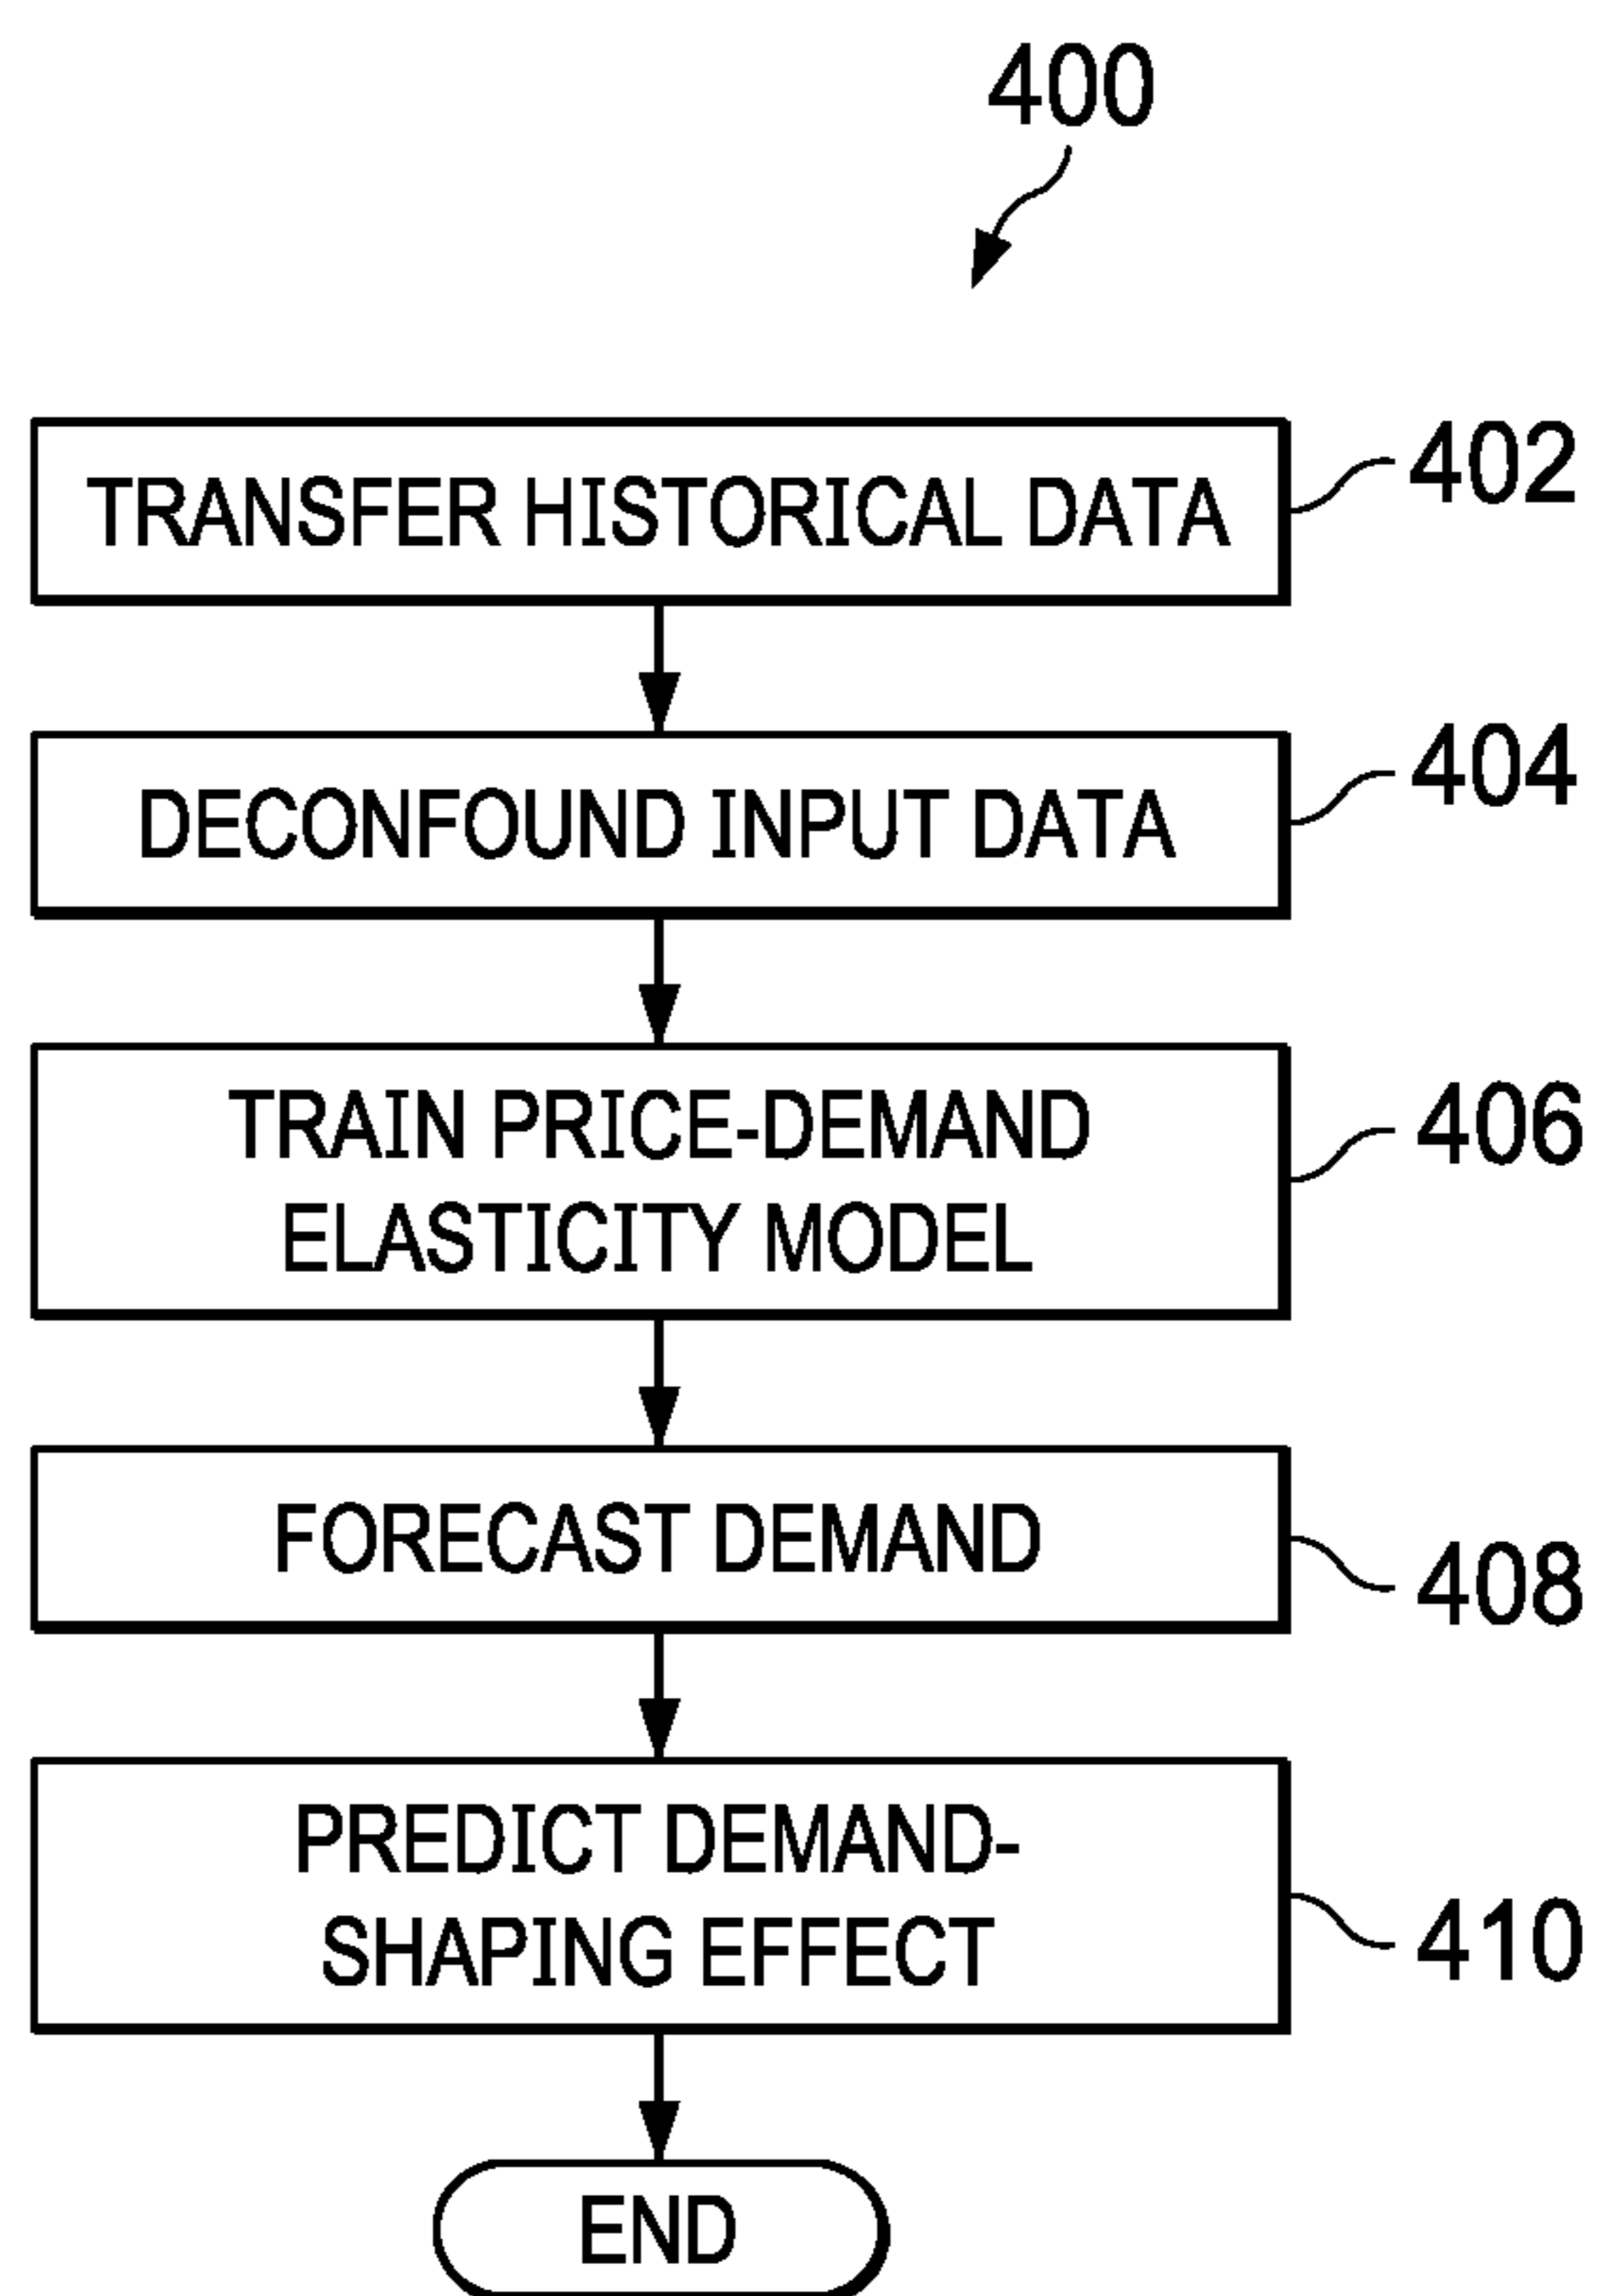 400
TRANSFER HISTORICAL DATA
402
DECONFOUND INPUT DATA
404
TRAIN PRICE-DEMAND
ELASTICITY MODEL
406
FORECAST DEMAND
408
PREDICT DEMAND-
SHAPING EFFECT
410
END